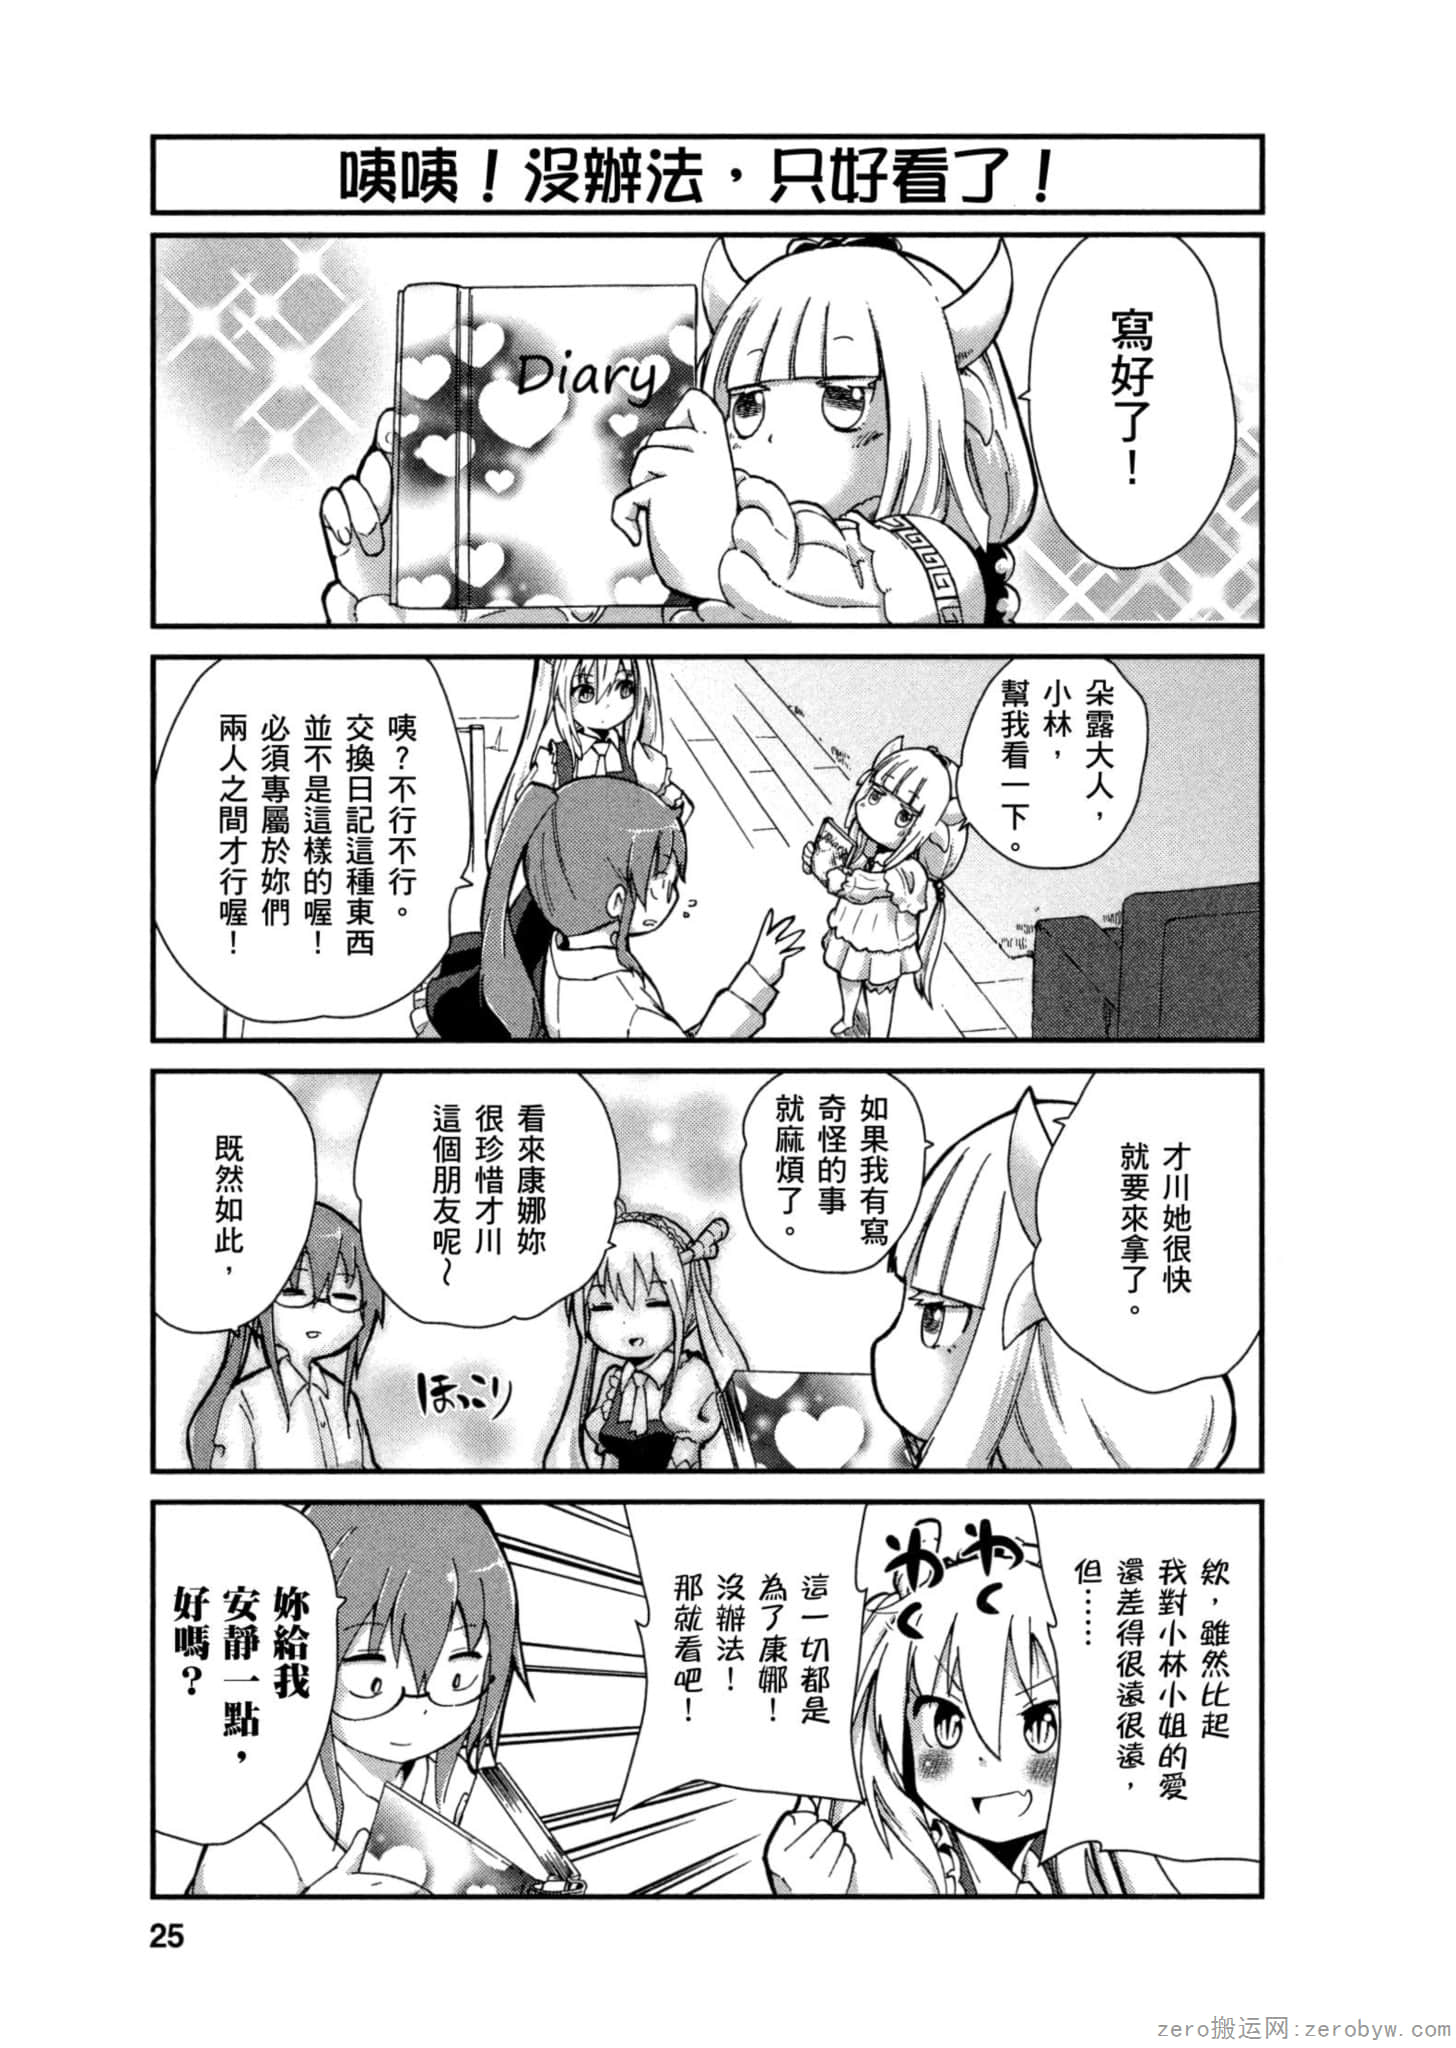 咦咦！沒辦法，只好看了！
寫好了！
Diary
朵露大人，
小林，
幫我看一下。
咦？不行不行。
交換日記這種東西
並不是這樣的喔！
必須專屬於妳們
兩人之間才行喔！
才川她很快
就要來拿了。
如果我有寫
奇怪的事
就麻煩了。
看來康娜妳
很珍惜才川
這個朋友呢～
ほっこり
既然如此，
欸，雖然比起
我對小林小姐的愛
還差得很遠很遠，
但……
わくわく
這一切都是
為了康娜！
沒辦法！
那就看吧！
妳給我
安靜一點，
好嗎？
25
zero搬运网:zerobyw.com